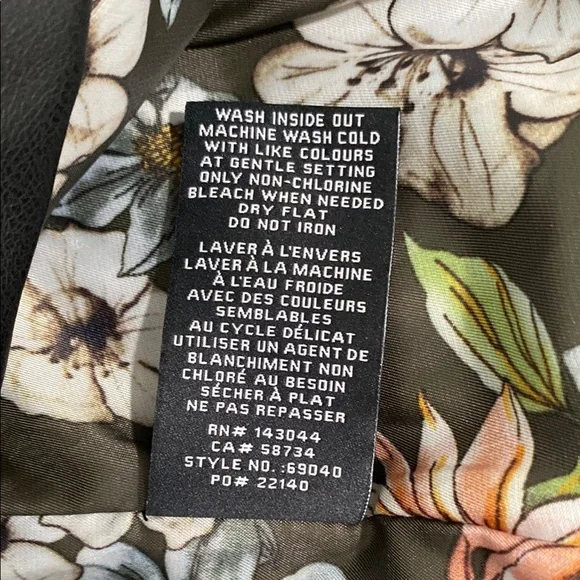 WASH INSIDE OUT
MACHINE WASH COLD
WITH LIKE COLOURS
AT GENTLE SETTING
ONLY NON-CHLORINE
BLEACH WHEN NEEDED
DRY FLAT
DO NOT IRON
LAVER À L'ENVERS
LAVER À LA MACHINE
À L'EAU FROIDE
AVEC DES COULEURS
SEMBLABLES
AU CYCLE DÉLICAT
UTILISER UN AGENT DE
BLANCHIMENT NON
CHLORÉ AU BESOIN
SÉCHER À PLAT
NE PAS REPASSER
RN# 143044
CA# 58734
STYLE NO.:69040
PO# 22140